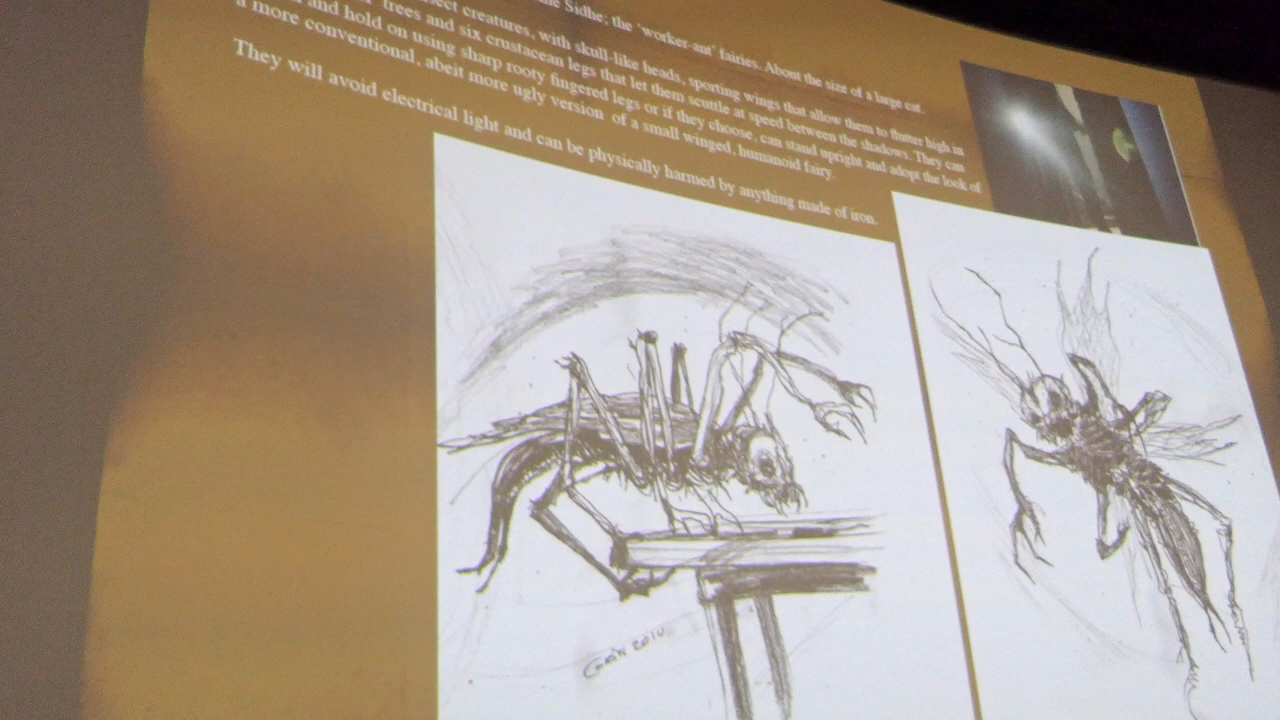 the Sidhe; the 'worker-ant' fairies. About the size of a large cat.
creatures, with skull-like heads, sporting wings that allow them to flutter high in
trees and six crustacean legs that let them scuttle at speed between the shadows. They can
and hold on using sharp rooty fingered legs or if they choose, can stand upright and adopt the look of
a more conventional, abeit more ugly version of a small winged, humanoid fairy.
They will avoid electrical light and can be physically harmed by anything made of iron.
2010